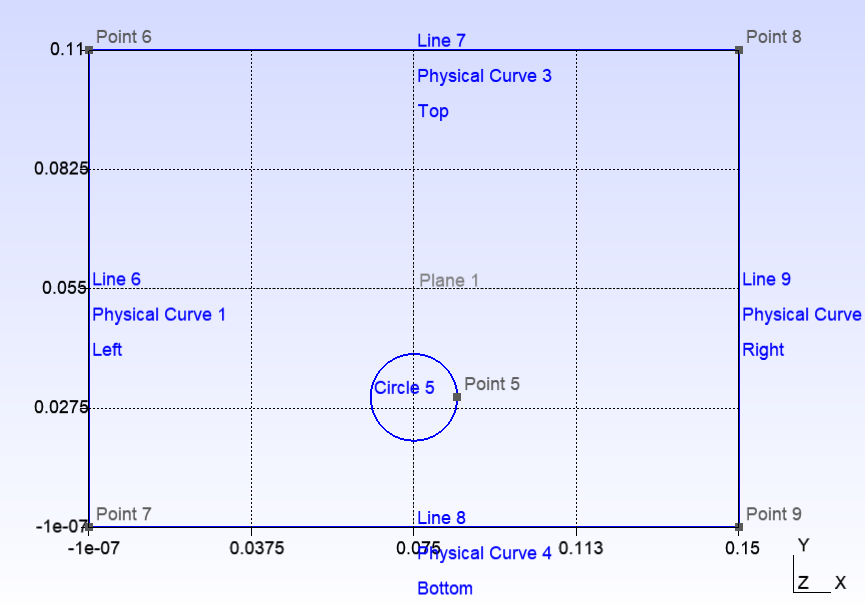 Point 6
Line 7
Point 8
0.11
Physical Curve 3
Top
0.0825
Line 6
Plane 1
Line 9
0.055
Physical Curve 1
Physical Curve
Left
Right
Circle 5
Point 5
0.0275
Point 7
Line 8
Point 9
-1e-07
-1e-07
0.0375
0.075
0.113
0.15
Physical Curve 4
Bottom
Y
Z
X